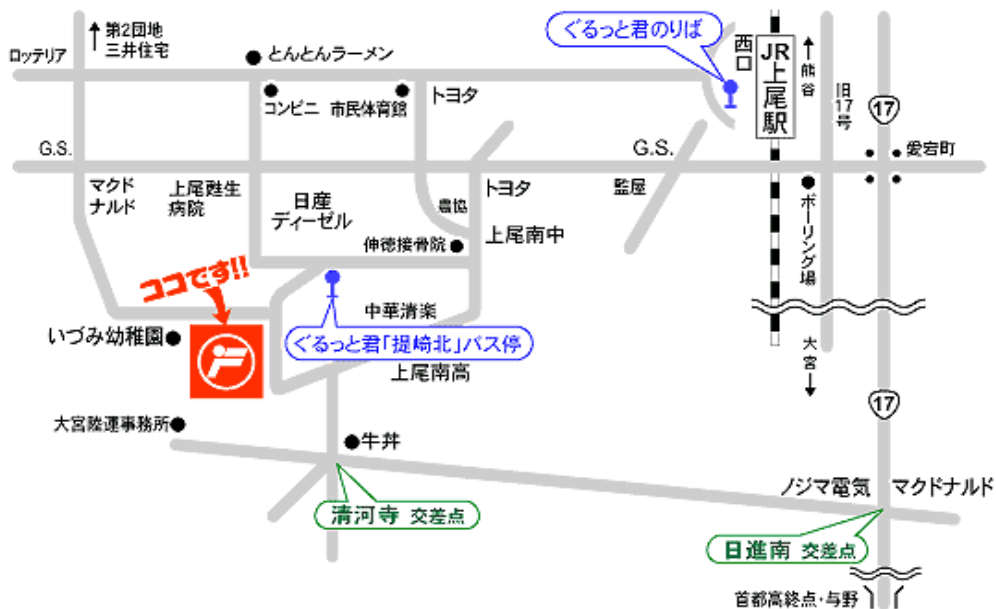 第2団地
三井住宅
ロッテリア
とんとんラーメン
ぐるっと君のりば
西口
JR上尾駅
熊谷
旧17号
17
コンビニ
市民体育館
トヨタ
G.S.
G.S.
愛宕町
マクド
ナルド
上尾甦生
病院
日産
ディーゼル
農協
トヨタ
監屋
ボーリング場
伸徳接骨院
上尾南中
ココです!!
中華清楽
いづみ幼稚園
ぐるっと君「提崎北」バス停
上尾南高
大宮
17
大宮陸運事務所
牛丼
ノジマ電気
マクドナルド
清河寺 交差点
日進南 交差点
首都高終点・与野